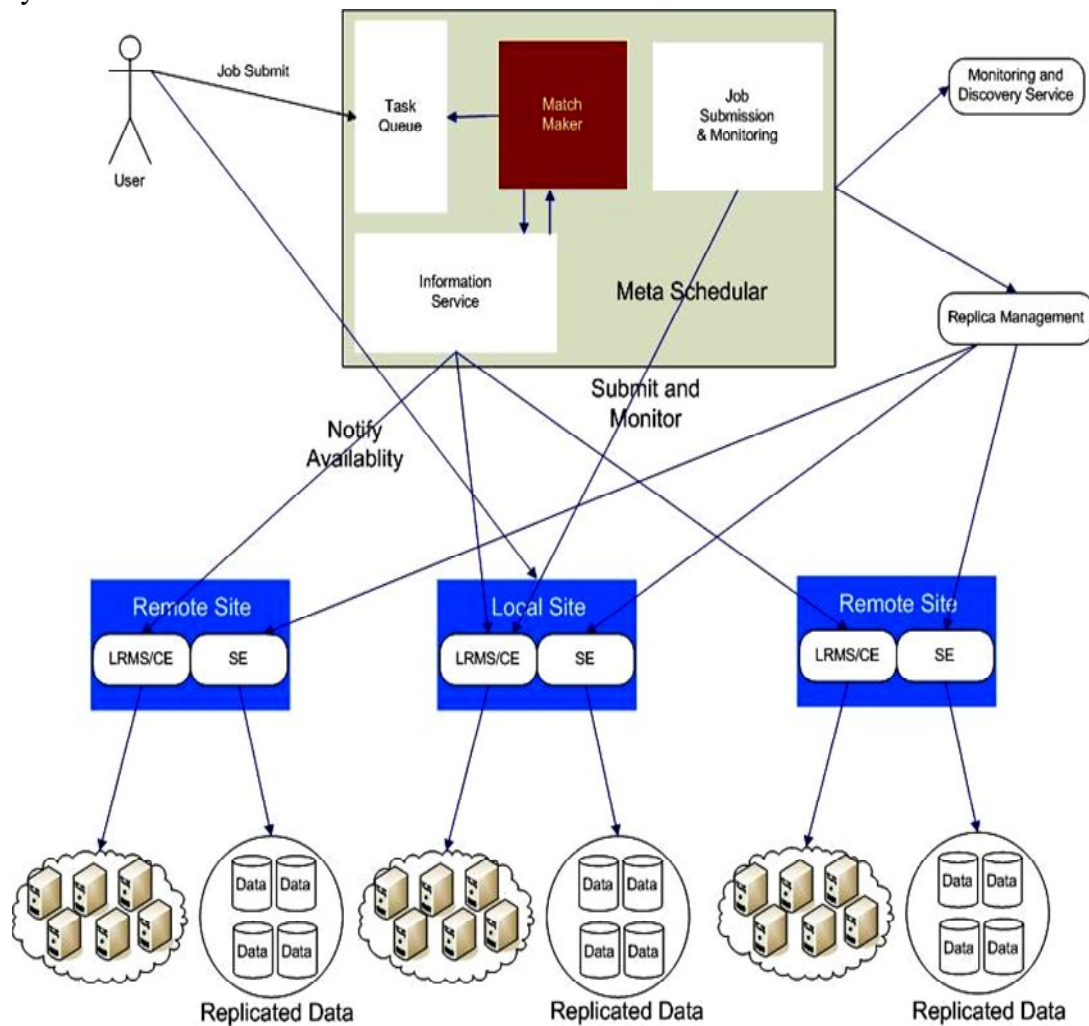 Job Submit
User
Task
Queue
Match
Maker
Job
Submission
& Monitoring
Monitoring and
Discovery Service
Information
Service
Meta Schedular
Replica Management
Submit and
Monitor
Notify
Availablity
Remote Site
LRMS/CE
SE
Local Site
LRMS/CE
SE
Remote Site
LRMS/CE
SE
Data Data
Data Data
Replicated Data
Data Data
Data Data
Replicated Data
Data Data
Data Data
Replicated Data